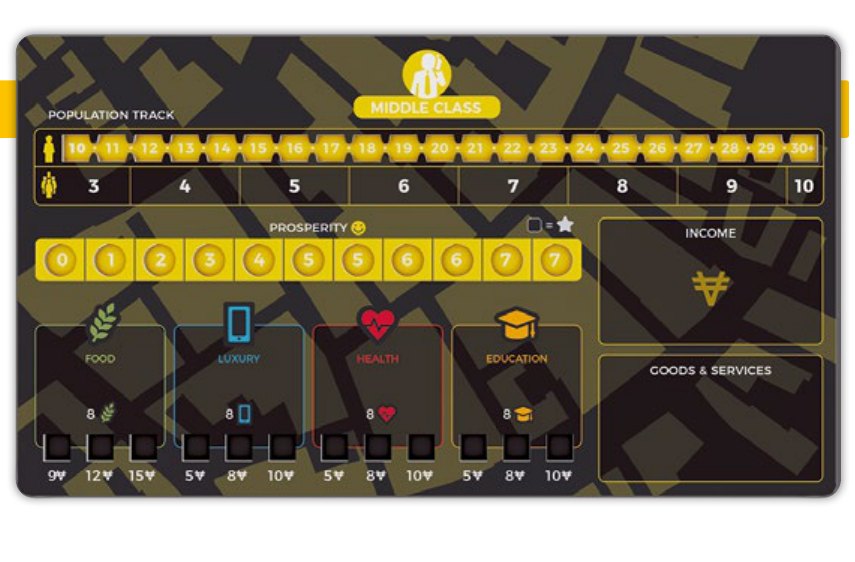 MIDDLE CLASS
POPULATION TRACK
10 11 12 13 14 15 16 17 18 19 20 21 22 23 24 25 26 27 28 29 30+
3 4 5 6 7 8 9 10
PROSPERITY
=
0 1 2 3 4 5 5 6 6 7 7
INCOME
₩
FOOD LUXURY HEALTH EDUCATION
GOODS & SERVICES
8 8 8 8
9₩ 12₩ 15₩ 5₩ 8₩ 10₩ 5₩ 8₩ 10₩ 5₩ 8₩ 10₩